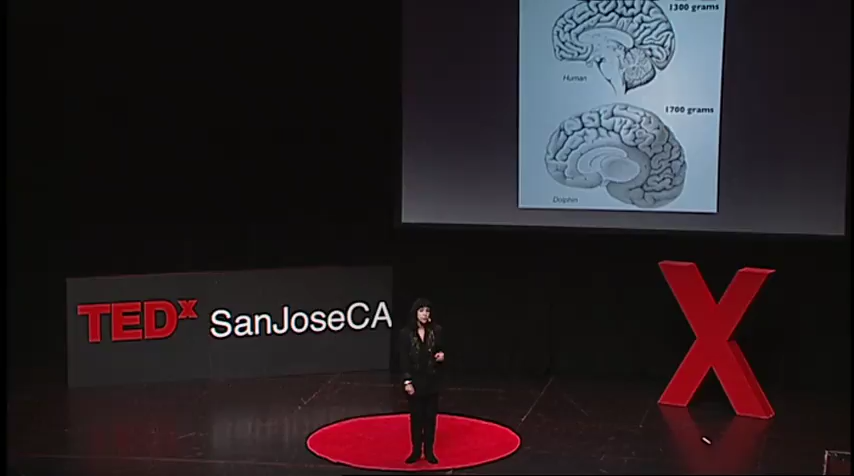 1300 grams
Human
1700 grams
Dolphin
TEDx SanJoseCA
X